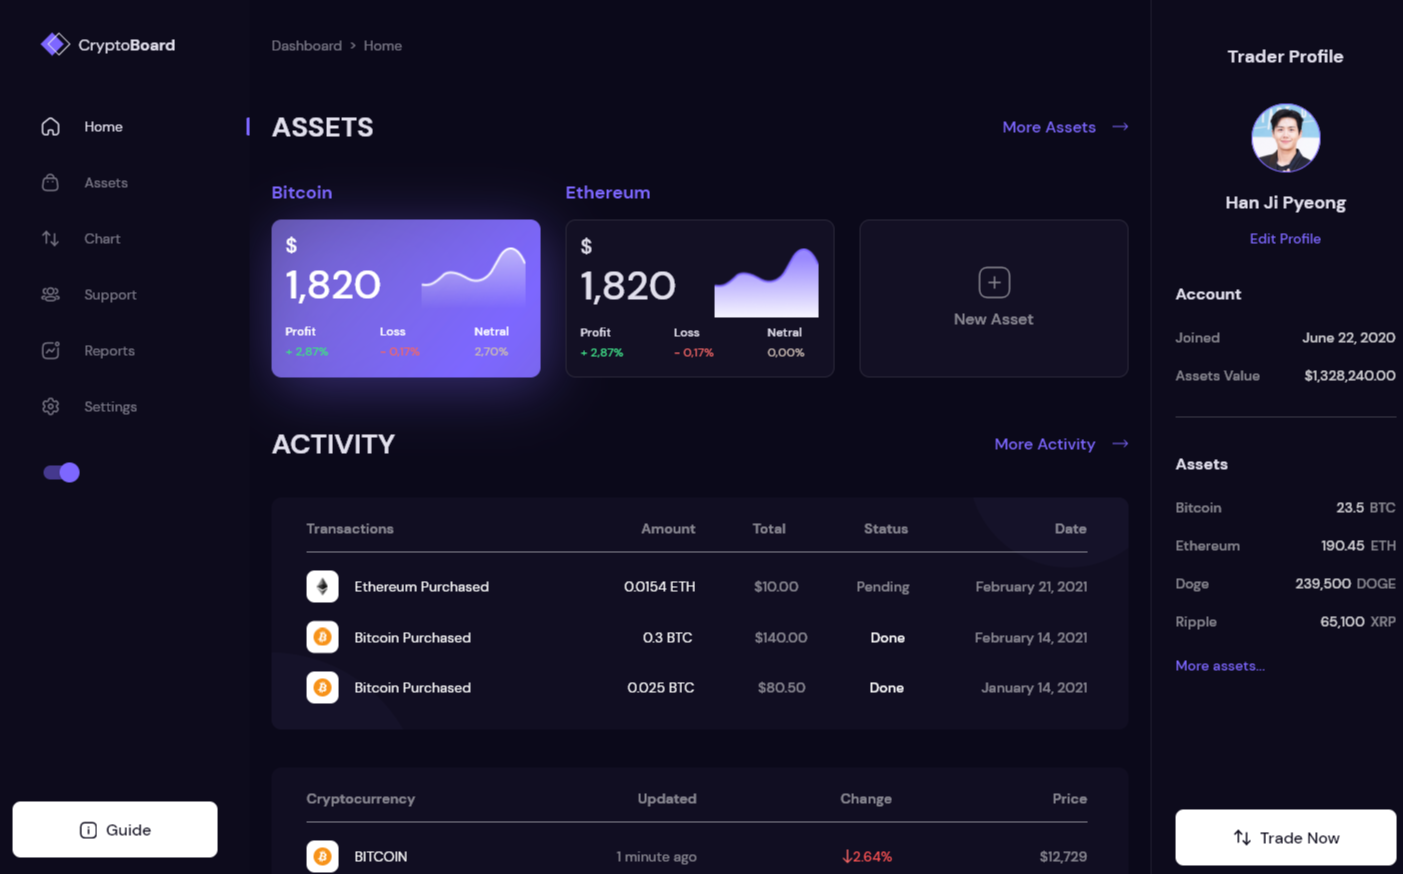 CryptoBoard
Home
Assets
Chart
Support
Reports
Settings
Guide
Dashboard > Home
ASSETS
More Assets →
Bitcoin
$
1,820
Profit Loss Netral
+ 2,87% - 0,17% 2,70%
Ethereum
$
1,820
Profit Loss Netral
+ 2,87% - 0,17% 0,00%
New Asset
ACTIVITY
More Activity →
Transactions Amount Total Status Date
Ethereum Purchased 0.0154 ETH $10.00 Pending February 21, 2021
Bitcoin Purchased 0.3 BTC $140.00 Done February 14, 2021
Bitcoin Purchased 0.025 BTC $80.50 Done January 14, 2021
Cryptocurrency Updated Change Price
BITCOIN 1 minute ago ↓2.64% $12,729
Trader Profile
Han Ji Pyeong
Edit Profile
Account
Joined June 22, 2020
Assets Value $1,328,240.00
Assets
Bitcoin 23.5 BTC
Ethereum 190.45 ETH
Doge 239,500 DOGE
Ripple 65,100 XRP
More assets...
Trade Now